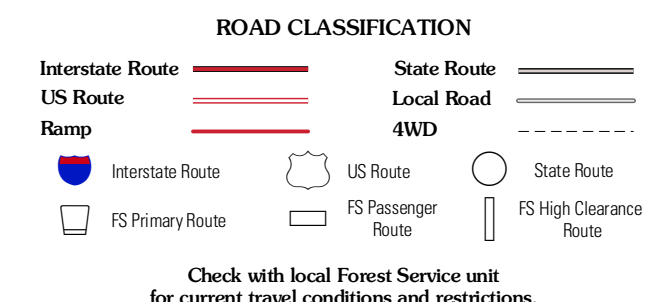 ROAD CLASSIFICATION
Interstate Route
State Route
US Route
Local Road
Ramp
4WD
Interstate Route
US Route
State Route
FS Primary Route
FS Passenger
Route
FS High Clearance
Route
Check with local Forest Service unit
for current travel conditions and restrictions.